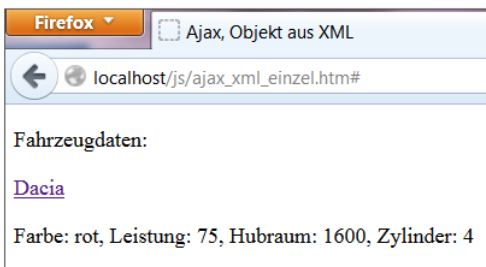 Firefox
Ajax, Objekt aus XML
localhost/js/ajax_xml_einzel.htm#
Fahrzeugdaten:
Dacia
Farbe: rot, Leistung: 75, Hubraum: 1600, Zylinder: 4